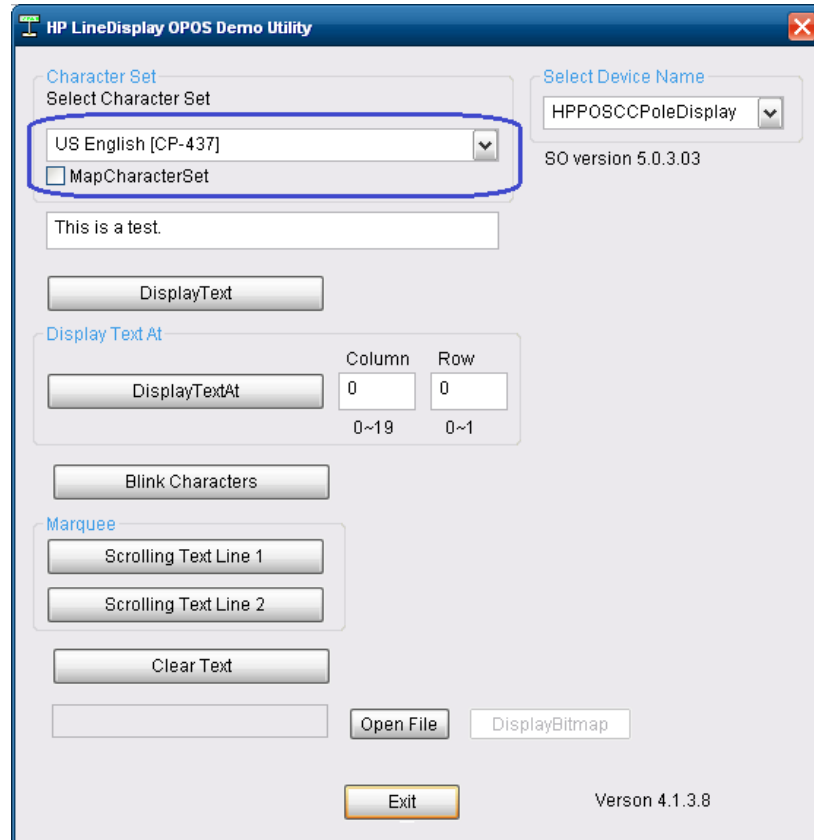 HP LineDisplay OPOS Demo Utility
Character Set
Select Character Set
US English [CP-437]
MapCharacterSet
Select Device Name
HPPOSCCPoleDisplay
SO version 5.0.3.03
This is a test.
DisplayText
Display Text At
Column Row
DisplayTextAt 0 0
0~19 0~1
Blink Characters
Marquee
Scrolling Text Line 1
Scrolling Text Line 2
Clear Text
Open File DisplayBitmap
Exit Verson 4.1.3.8